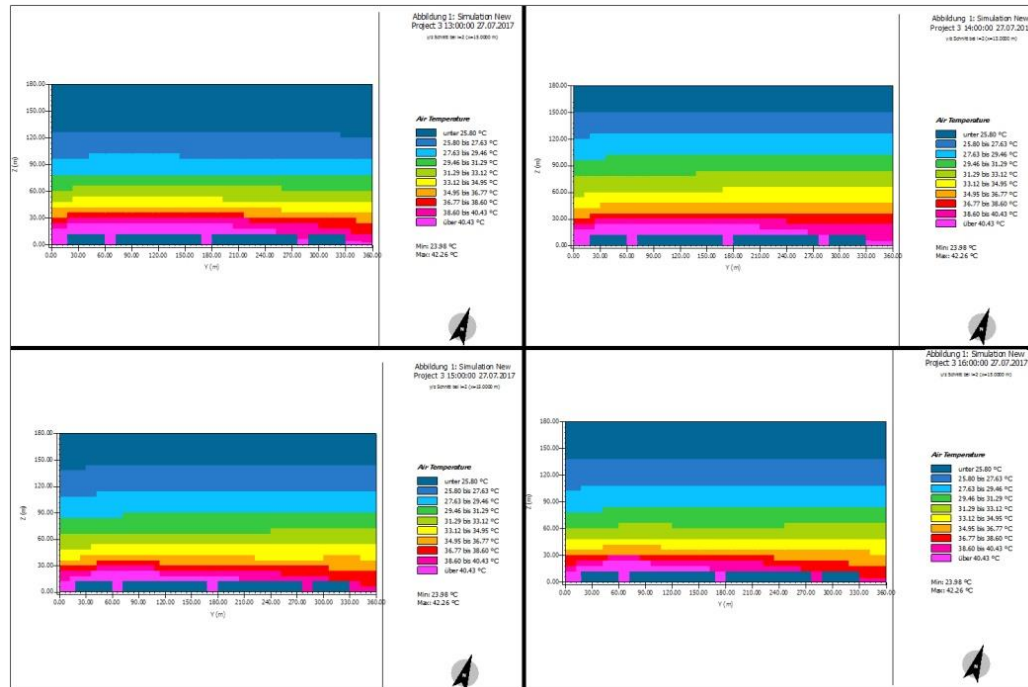 Abbildung 1: Simulation New
Project 3 13:00:00 27.07.2017
y/z Schnitt bei i=2 (x=15.0000 m)
180.00
150.00
120.00
90.00
60.00
30.00
0.00
Z (m)
0.00 30.00 60.00 90.00 120.00 150.00 180.00 210.00 240.00 270.00 300.00 330.00 360.00
Y (m)
Air Temperature
unter 25.80 °C
25.80 bis 27.63 °C
27.63 bis 29.46 °C
29.46 bis 31.29 °C
31.29 bis 33.12 °C
33.12 bis 34.95 °C
34.95 bis 36.77 °C
36.77 bis 38.60 °C
38.60 bis 40.43 °C
über 40.43 °C
Min: 23.98 °C
Max: 42.26 °C
N
Abbildung 1: Simulation New
Project 3 14:00:00 27.07.201
180.00
150.00
120.00
90.00
60.00
30.00
0.00
Z (m)
0.00 30.00 60.00 90.00 120.00 150.00 180.00 210.00 240.00 270.00 300.00 330.00 360.00
Y (m)
Air Temperature
unter 25.80 °C
25.80 bis 27.63 °C
27.63 bis 29.46 °C
29.46 bis 31.29 °C
31.29 bis 33.12 °C
33.12 bis 34.95 °C
34.95 bis 36.77 °C
36.77 bis 38.60 °C
38.60 bis 40.43 °C
über 40.43 °C
Min: 23.98 °C
Max: 42.26 °C
N
Abbildung 1: Simulation New
Project 3 15:00:00 27.07.2017
180.00
150.00
120.00
90.00
60.00
30.00
0.00
Z (m)
0.00 30.00 60.00 90.00 120.00 150.00 180.00 210.00 240.00 270.00 300.00 330.00 360.00
Y (m)
Air Temperature
unter 25.80 °C
25.80 bis 27.63 °C
27.63 bis 29.46 °C
29.46 bis 31.29 °C
31.29 bis 33.12 °C
33.12 bis 34.95 °C
34.95 bis 36.77 °C
36.77 bis 38.60 °C
38.60 bis 40.43 °C
über 40.43 °C
Min: 23.98 °C
Max: 42.26 °C
N
Abbildung 1: Simulation New
Project 3 16:00:00 27.07.2017
180.00
150.00
120.00
90.00
60.00
30.00
0.00
Z (m)
0.00 30.00 60.00 90.00 120.00 150.00 180.00 210.00 240.00 270.00 300.00 330.00 360.00
Y (m)
Air Temperature
unter 25.80 °C
25.80 bis 27.63 °C
27.63 bis 29.46 °C
29.46 bis 31.29 °C
31.29 bis 33.12 °C
33.12 bis 34.95 °C
34.95 bis 36.77 °C
36.77 bis 38.60 °C
38.60 bis 40.43 °C
über 40.43 °C
Min: 23.98 °C
Max: 42.26 °C
N